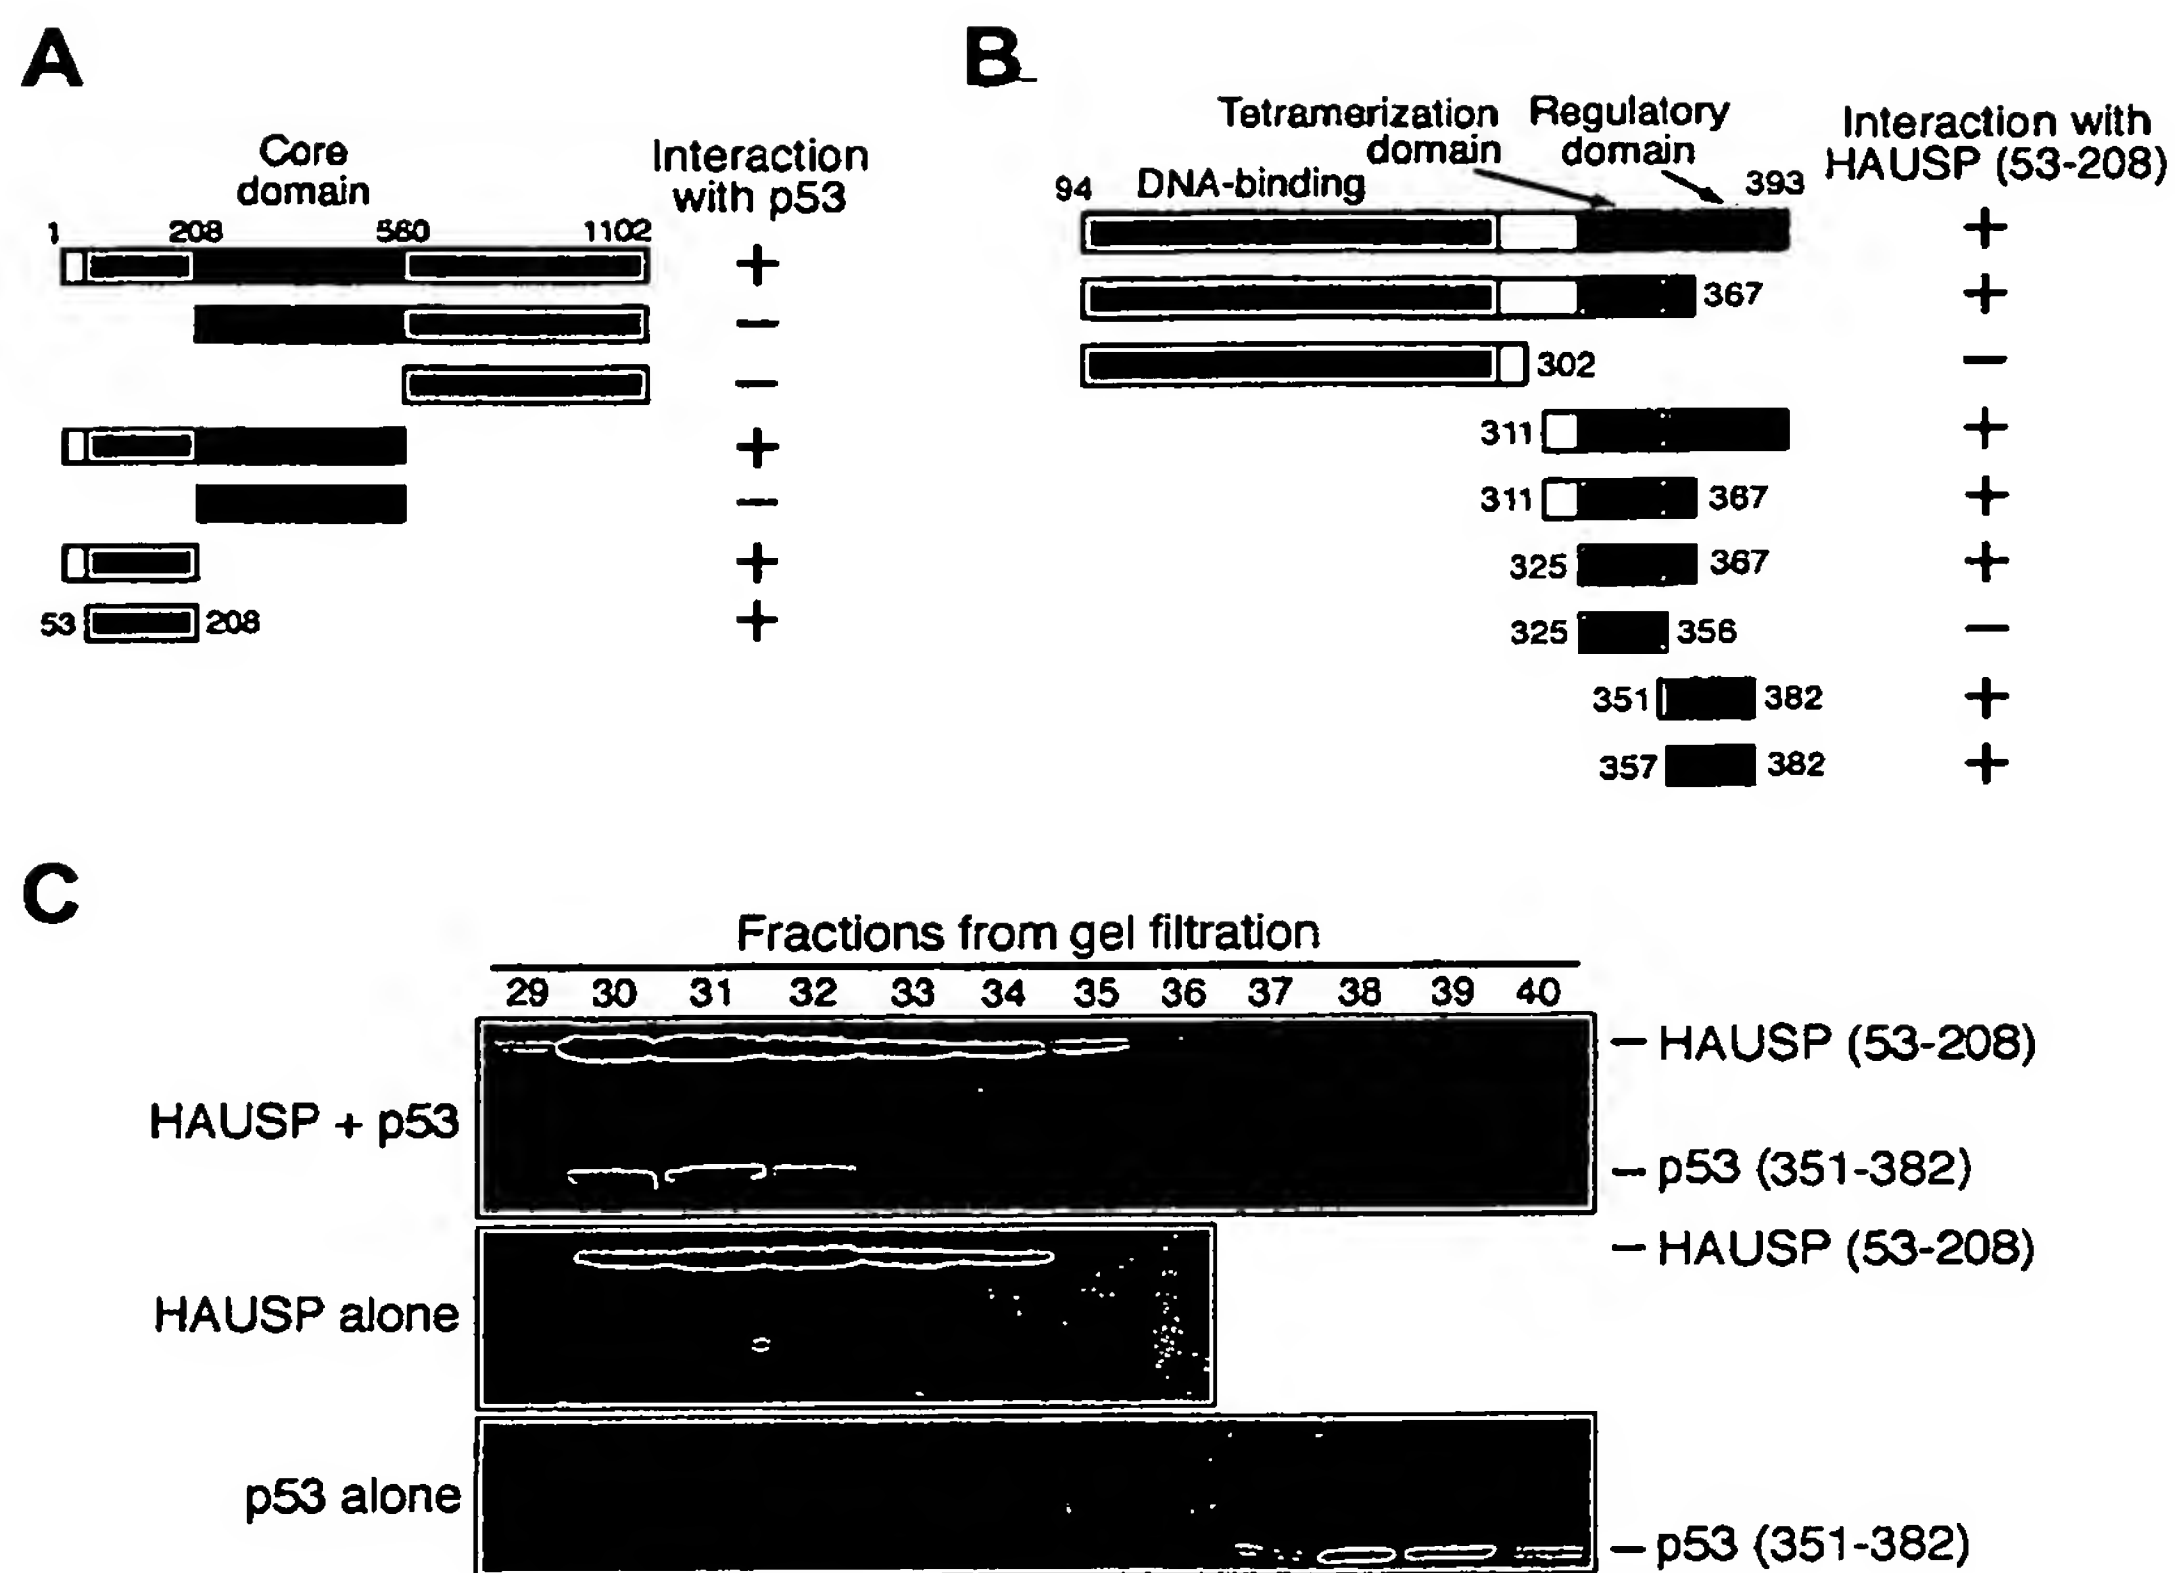 A
Core
domain
Interaction
with p53
1 208 560 1102
+
−
−
+
−
+
53 208 +
B
Tetramerization
domain
Regulatory
domain
Interaction with
HAUSP (53-208)
94 DNA-binding 393
+
367 +
302 −
311 +
311 367 +
325 367 +
325 356 −
351 382 +
357 382 +
C
Fractions from gel filtration
29 30 31 32 33 34 35 36 37 38 39 40
HAUSP + p53
HAUSP (53-208)
p53 (351-382)
HAUSP alone
HAUSP (53-208)
p53 alone
p53 (351-382)